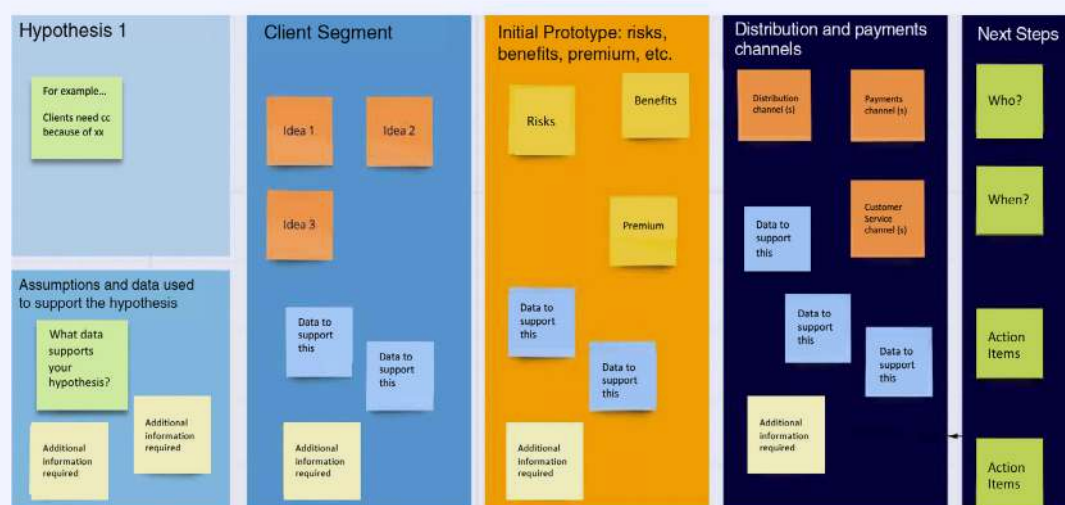 Hypothesis 1
For example...
Clients need cc
because of xx
Assumptions and data used
to support the hypothesis
What data
supports
your
hypothesis?
Additional
information
required
Additional
information
required
Client Segment
Idea 1
Idea 2
Idea 3
Data to
support
this
Data to
support
this
Additional
information
required
Initial Prototype: risks,
benefits, premium, etc.
Risks
Benefits
Premium
Data to
support
this
Data to
support
this
Additional
information
required
Distribution and payments
channels
Distribution
channel (s)
Payments
channel (s)
Customer
Service
channel (s)
Data to
support
this
Data to
support
this
Data to
support
this
Additional
information
required
Next Steps
Who?
When?
Action
Items
Action
Items